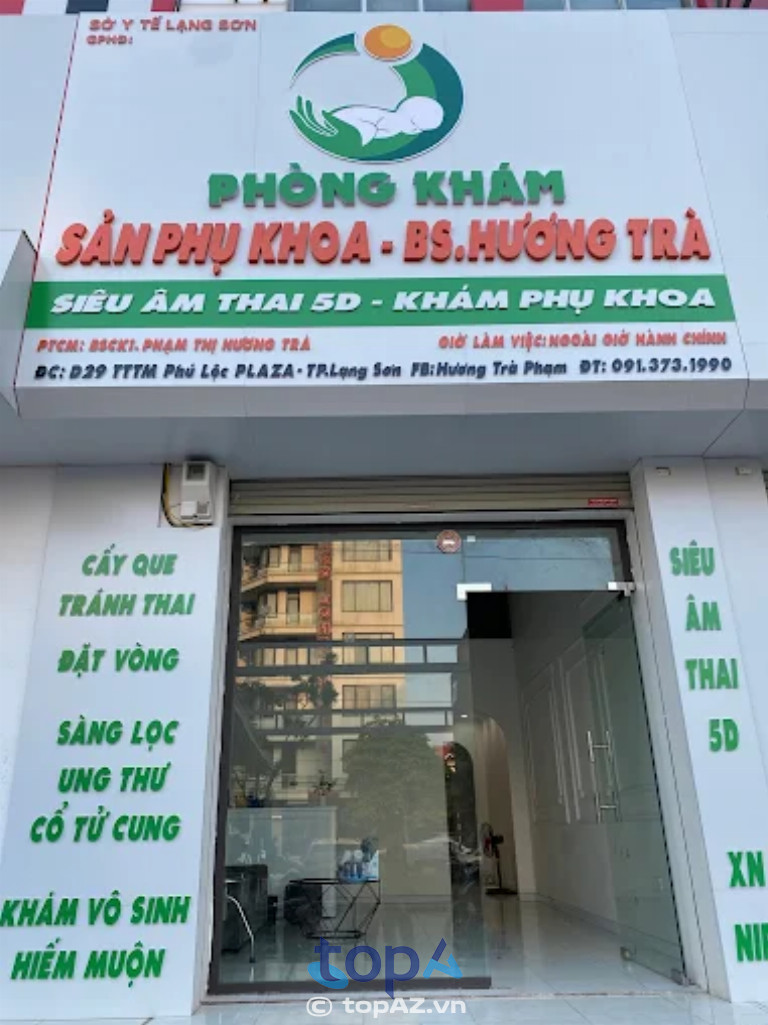 SỞ Y TẾ LẠNG SƠN
GPHĐ:
PHÒNG KHÁM
SẢN PHỤ KHOA - BS.HƯƠNG TRÀ
SIÊU ÂM THAI 5D - KHÁM PHỤ KHOA
PTCM: BSCK1. PHẠM THỊ HƯƠNG TRÀ
GIỜ LÀM VIỆC: NGOÀI GIỜ HÀNH CHÍNH
ĐC: D29 TTTM Phú Lộc PLAZA - TP.Lạng Sơn FB: Hương Trà Phạm ĐT: 091.373.1990
CẤY QUE
TRÁNH THAI
ĐẶT VÒNG
SÀNG LỌC
UNG THƯ
CỔ TỬ CUNG
KHÁM VÔ SINH
HIẾM MUỘN
SIÊU
ÂM
THAI
5D
XN
topA
© topAZ.vn